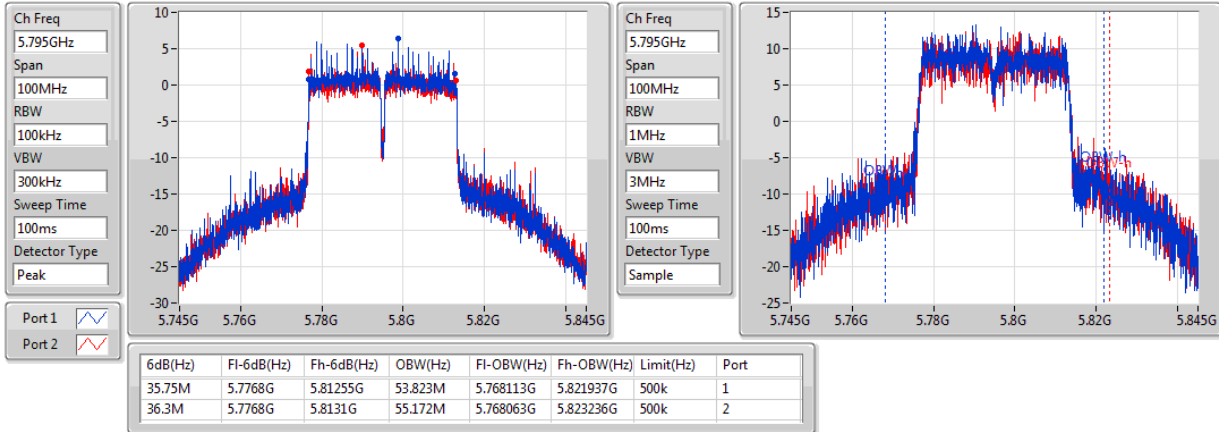 Ch Freq
5.795GHz
Span
100MHz
RBW
100kHz
VBW
300kHz
Sweep Time
100ms
Detector Type
Peak
Port 1
Port 2
10
5
0
-5
-10
-15
-20
-25
-30
5.745G 5.76G 5.78G 5.8G 5.82G 5.845G
Ch Freq
5.795GHz
Span
100MHz
RBW
1MHz
VBW
3MHz
Sweep Time
100ms
Detector Type
Sample
15
10
5
0
-5
-10
-15
-20
-25
OBW-h
5.745G 5.76G 5.78G 5.8G 5.82G 5.845G
6dB(Hz) Fl-6dB(Hz) Fh-6dB(Hz) OBW(Hz) Fl-OBW(Hz) Fh-OBW(Hz) Limit(Hz) Port
35.75M 5.7768G 5.81255G 53.823M 5.768113G 5.821937G 500k 1
36.3M 5.7768G 5.8131G 55.172M 5.768063G 5.823236G 500k 2